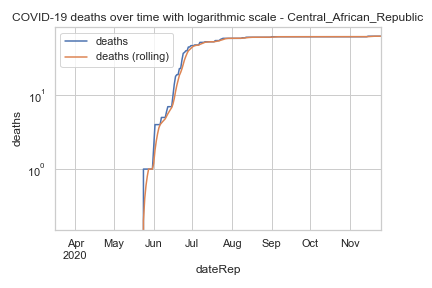 COVID-19 deaths over time with logarithmic scale - Central_African_Republic
deaths
deaths (rolling)
10¹
10⁰
deaths
Apr May Jun Jul Aug Sep Oct Nov
2020
dateRep